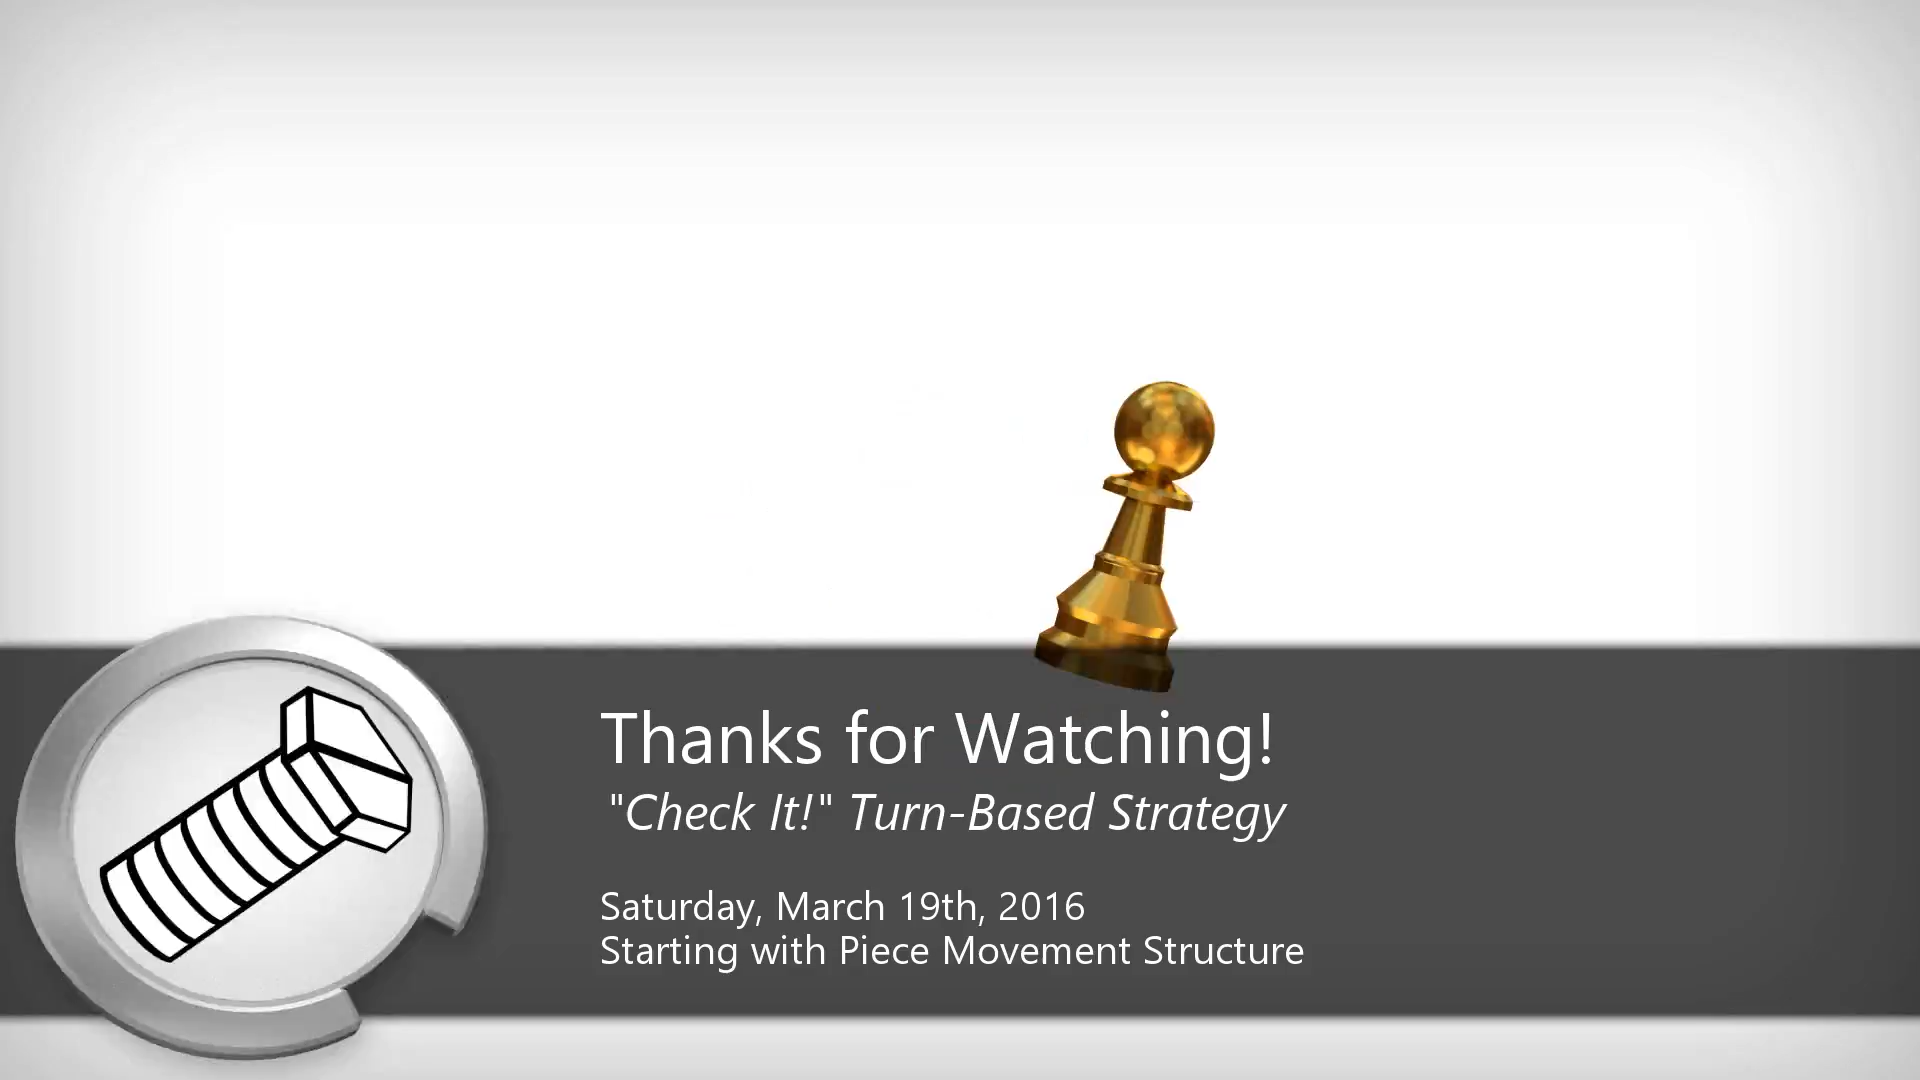 Thanks for Watching!
"Check It!" Turn-Based Strategy
Saturday, March 19th, 2016
Starting with Piece Movement Structure